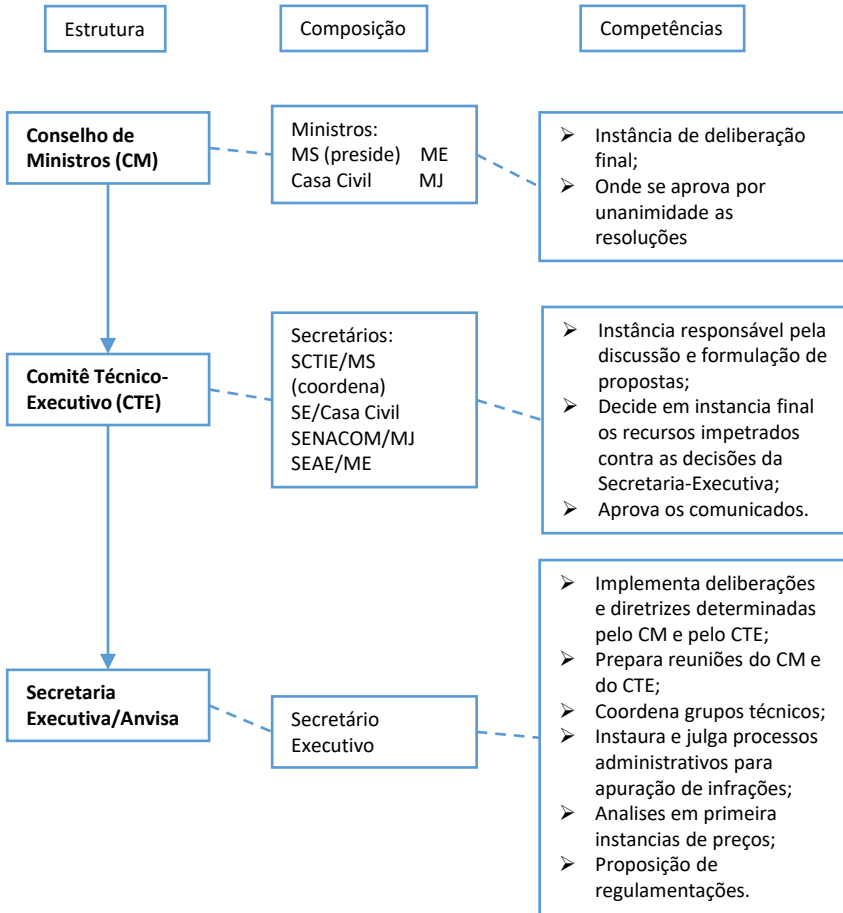 Estrutura
Composição
Competências
Conselho de
Ministros (CM)
Ministros:
MS (preside) ME
Casa Civil MJ
➢ Instância de deliberação
final;
➢ Onde se aprova por
unanimidade as
resoluções
Comitê Técnico-
Executivo (CTE)
Secretários:
SCTIE/MS
(coordena)
SE/Casa Civil
SENACOM/MJ
SEAE/ME
➢ Instância responsável pela
discussão e formulação de
propostas;
➢ Decide em instancia final
os recursos impetrados
contra as decisões da
Secretaria-Executiva;
➢ Aprova os comunicados.
Secretaria
Executiva/Anvisa
Secretário
Executivo
➢ Implementa deliberações
e diretrizes determinadas
pelo CM e pelo CTE;
➢ Prepara reuniões do CM e
do CTE;
➢ Coordena grupos técnicos;
➢ Instaura e julga processos
administrativos para
apuração de infrações;
➢ Analises em primeira
instancias de preços;
➢ Proposição de
regulamentações.